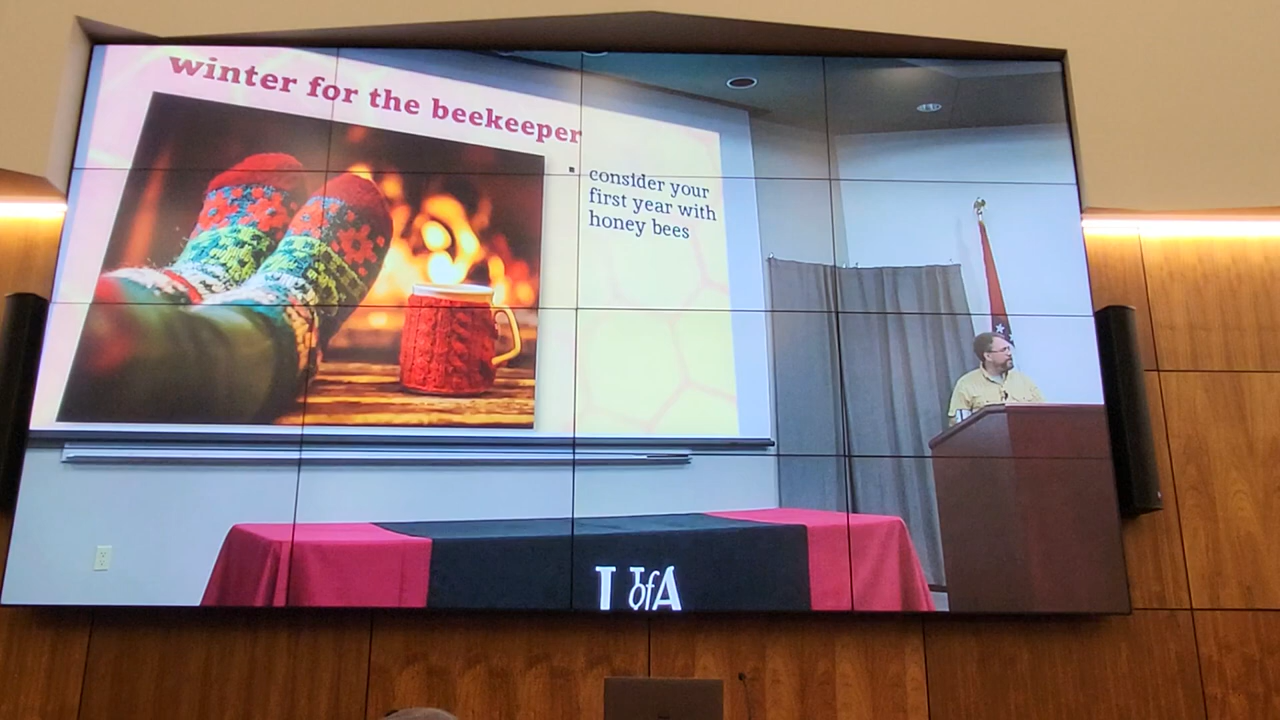 winter for the beekeeper
consider your
first year with
honey bees
U of A